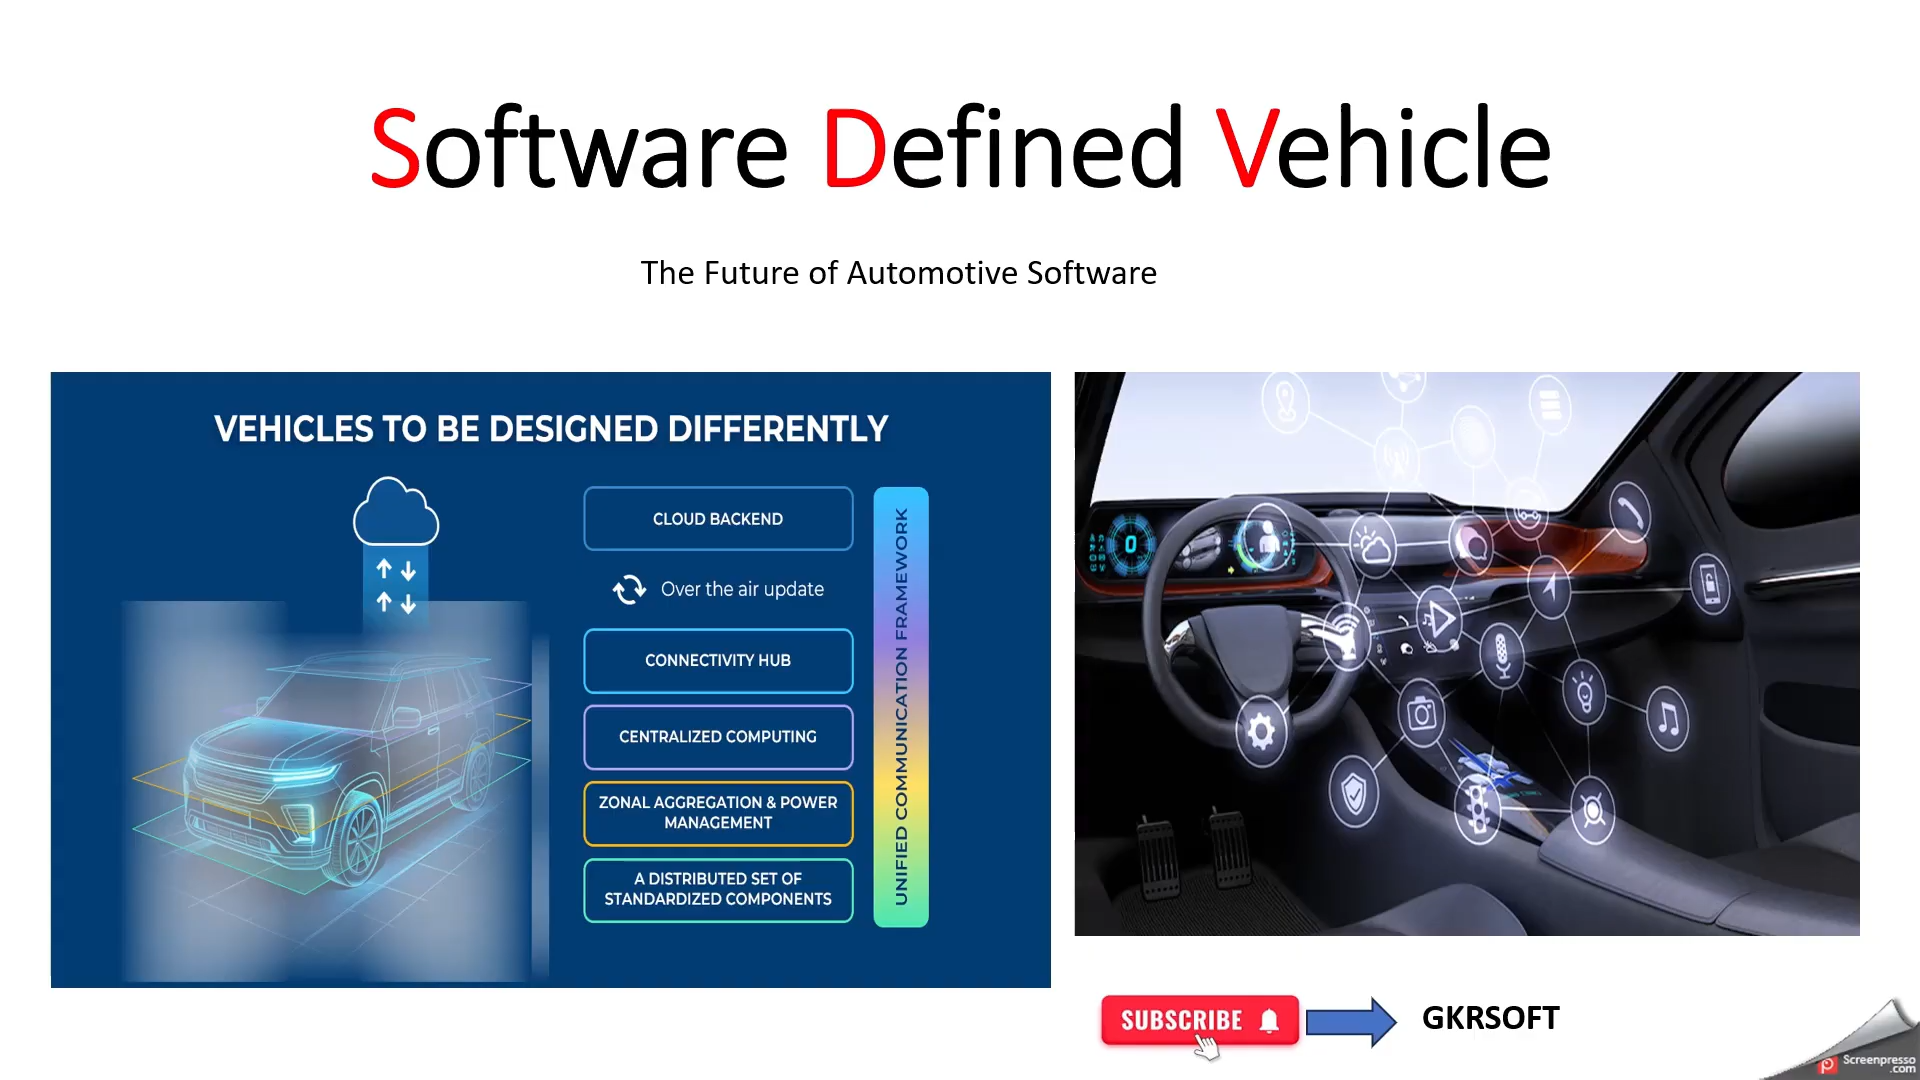 Software Defined Vehicle
The Future of Automotive Software
VEHICLES TO BE DESIGNED DIFFERENTLY
CLOUD BACKEND
Over the air update
CONNECTIVITY HUB
CENTRALIZED COMPUTING
ZONAL AGGREGATION & POWER
MANAGEMENT
A DISTRIBUTED SET OF
STANDARDIZED COMPONENTS
UNIFIED COMMUNICATION FRAMEWORK
0
SUBSCRIBE
GKRSOFT
Screenpresso
.com